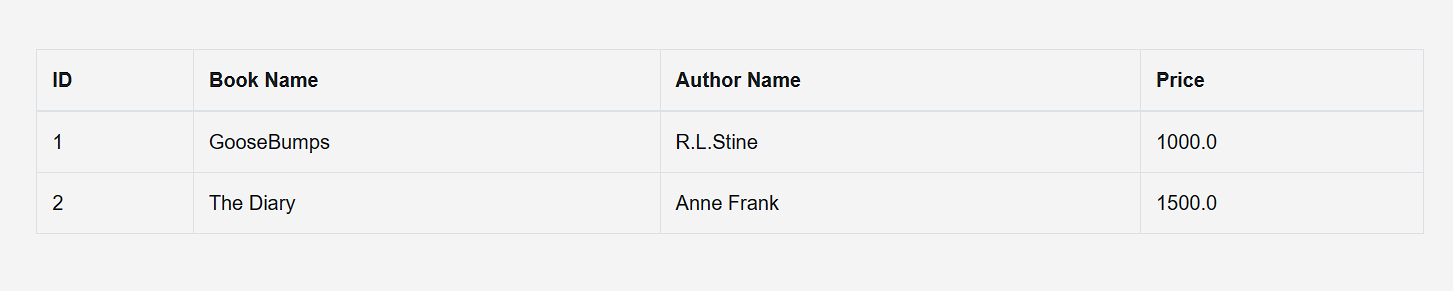 ID Book Name Author Name Price
1 GooseBumps R.L.Stine 1000.0
2 The Diary Anne Frank 1500.0